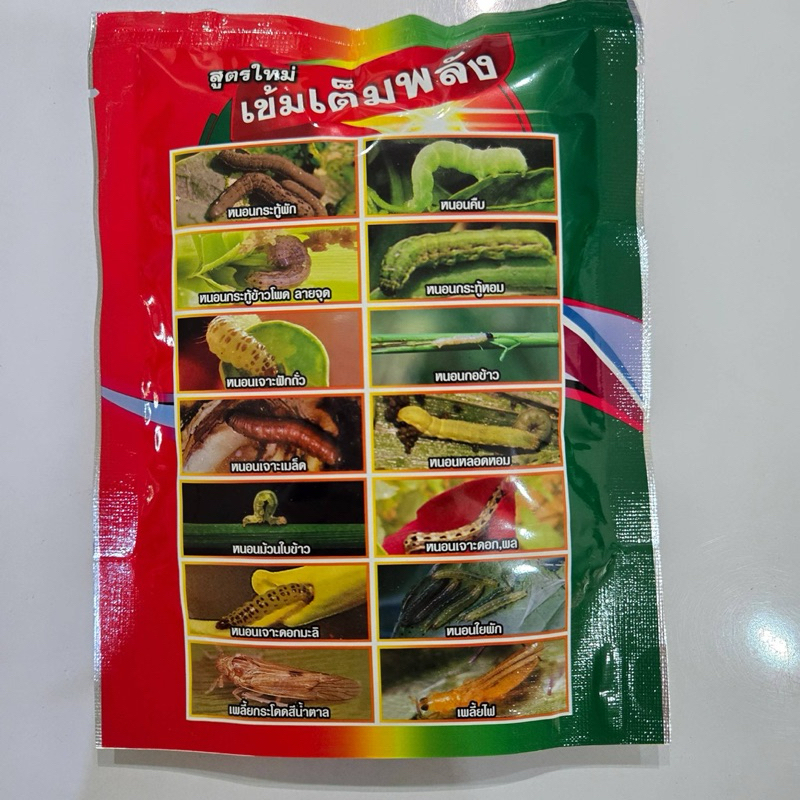 สูตรใหม่
เข้มเต็มพลัง
หนอนกระทู้ผัก
หนอนคืบ
หนอนกระทู้ข้าวโพด ลายจุด
หนอนกระทู้หอม
หนอนเจาะฝักถั่ว
หนอนกอข้าว
หนอนเจาะเมล็ด
หนอนหลอดหอม
หนอนม้วนใบข้าว
หนอนเจาะดอก,ผล
หนอนเจาะดอกมะลิ
หนอนใยผัก
เพลี้ยกระโดดสีน้ำตาล
เพลี้ยไฟ